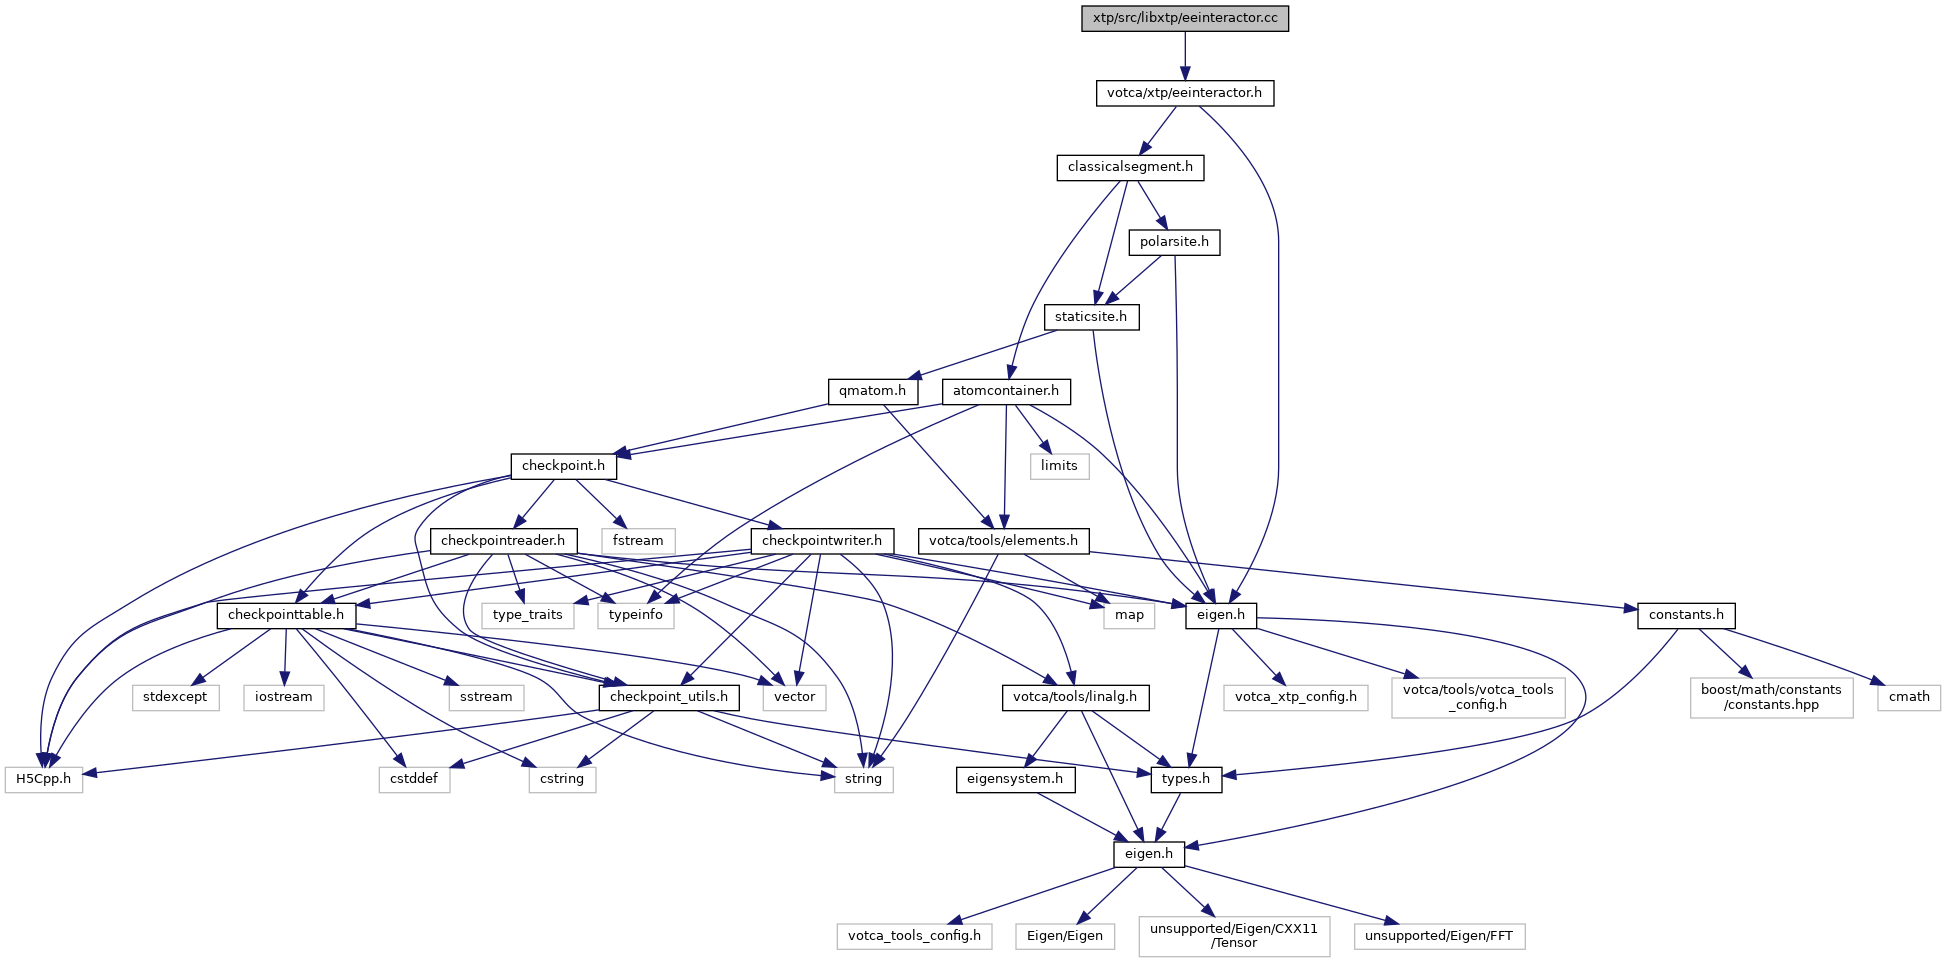 xtp/src/libxtp/eeinteractor.cc
votca/xtp/eeinteractor.h
classicalsegment.h
polarsite.h
staticsite.h
qmatom.h
atomcontainer.h
checkpoint.h
limits
checkpointreader.h
fstream
checkpointwriter.h
votca/tools/elements.h
checkpointtable.h
type_traits
typeinfo
map
eigen.h
constants.h
stdexcept
iostream
sstream
checkpoint_utils.h
vector
votca/tools/linalg.h
votca_xtp_config.h
votca/tools/votca_tools
_config.h
boost/math/constants
/constants.hpp
cmath
H5Cpp.h
cstddef
cstring
string
eigensystem.h
types.h
eigen.h
votca_tools_config.h
Eigen/Eigen
unsupported/Eigen/CXX11
/Tensor
unsupported/Eigen/FFT